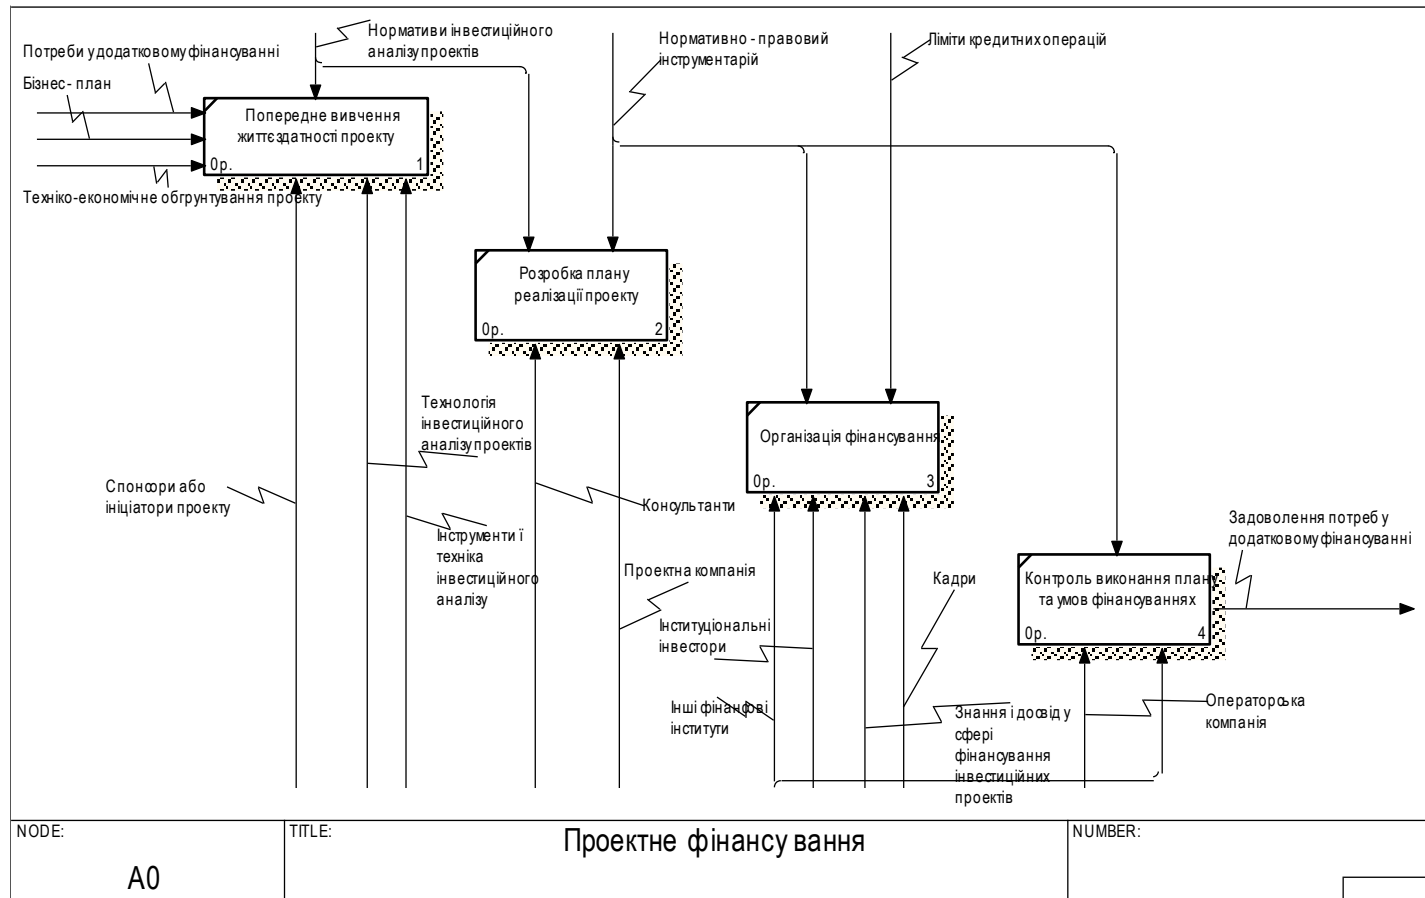 Нормативи інвестиційного
аналізу проектів
Нормативно - правовий
інструментарій
Ліміти кредитних операцій
Потреби у додатковому фінансуванні
Бізнес - план
Попереднє вивчення
життєздатності проекту
0р. 1
Техніко-економічне обгрунтування проекту
Розробка плану
реалізації проекту
0р. 2
Технологія
інвестиційного
аналізу проектів
Організація фінансування
0р. 3
Спонсори або
ініціатори проекту
Консультанти
Інструменти ї
техніка
інвестиційного
аналізу
Задоволення потреб у
додатковому фінансуванні
Проектна компанія
Кадри
Контроль виконання плану
та умов фінансуваннях
0р. 4
Інституціональні
інвестори
Інші фінансові
інститути
Знання і досвід у
сфері
фінансування
інвестиційних
проектів
Операторська
компанія
NODE: TITLE: NUMBER:
Проектне фінансу вання
A0